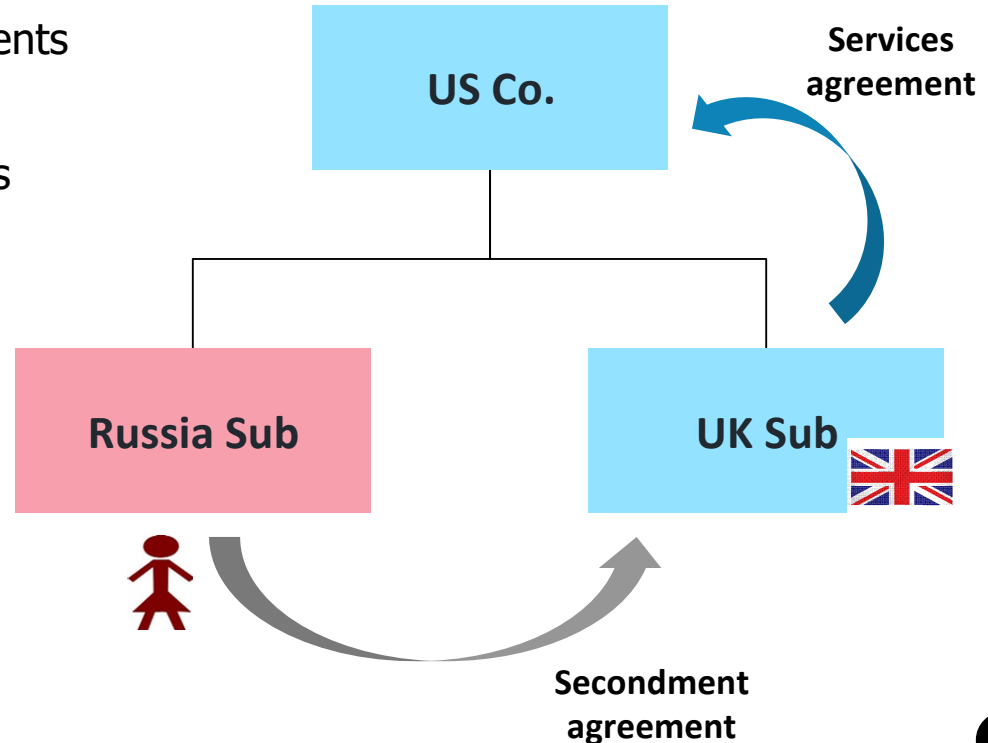 ents
s
US Co.
Services
agreement
Russia Sub
UK Sub
Secondment
agreement